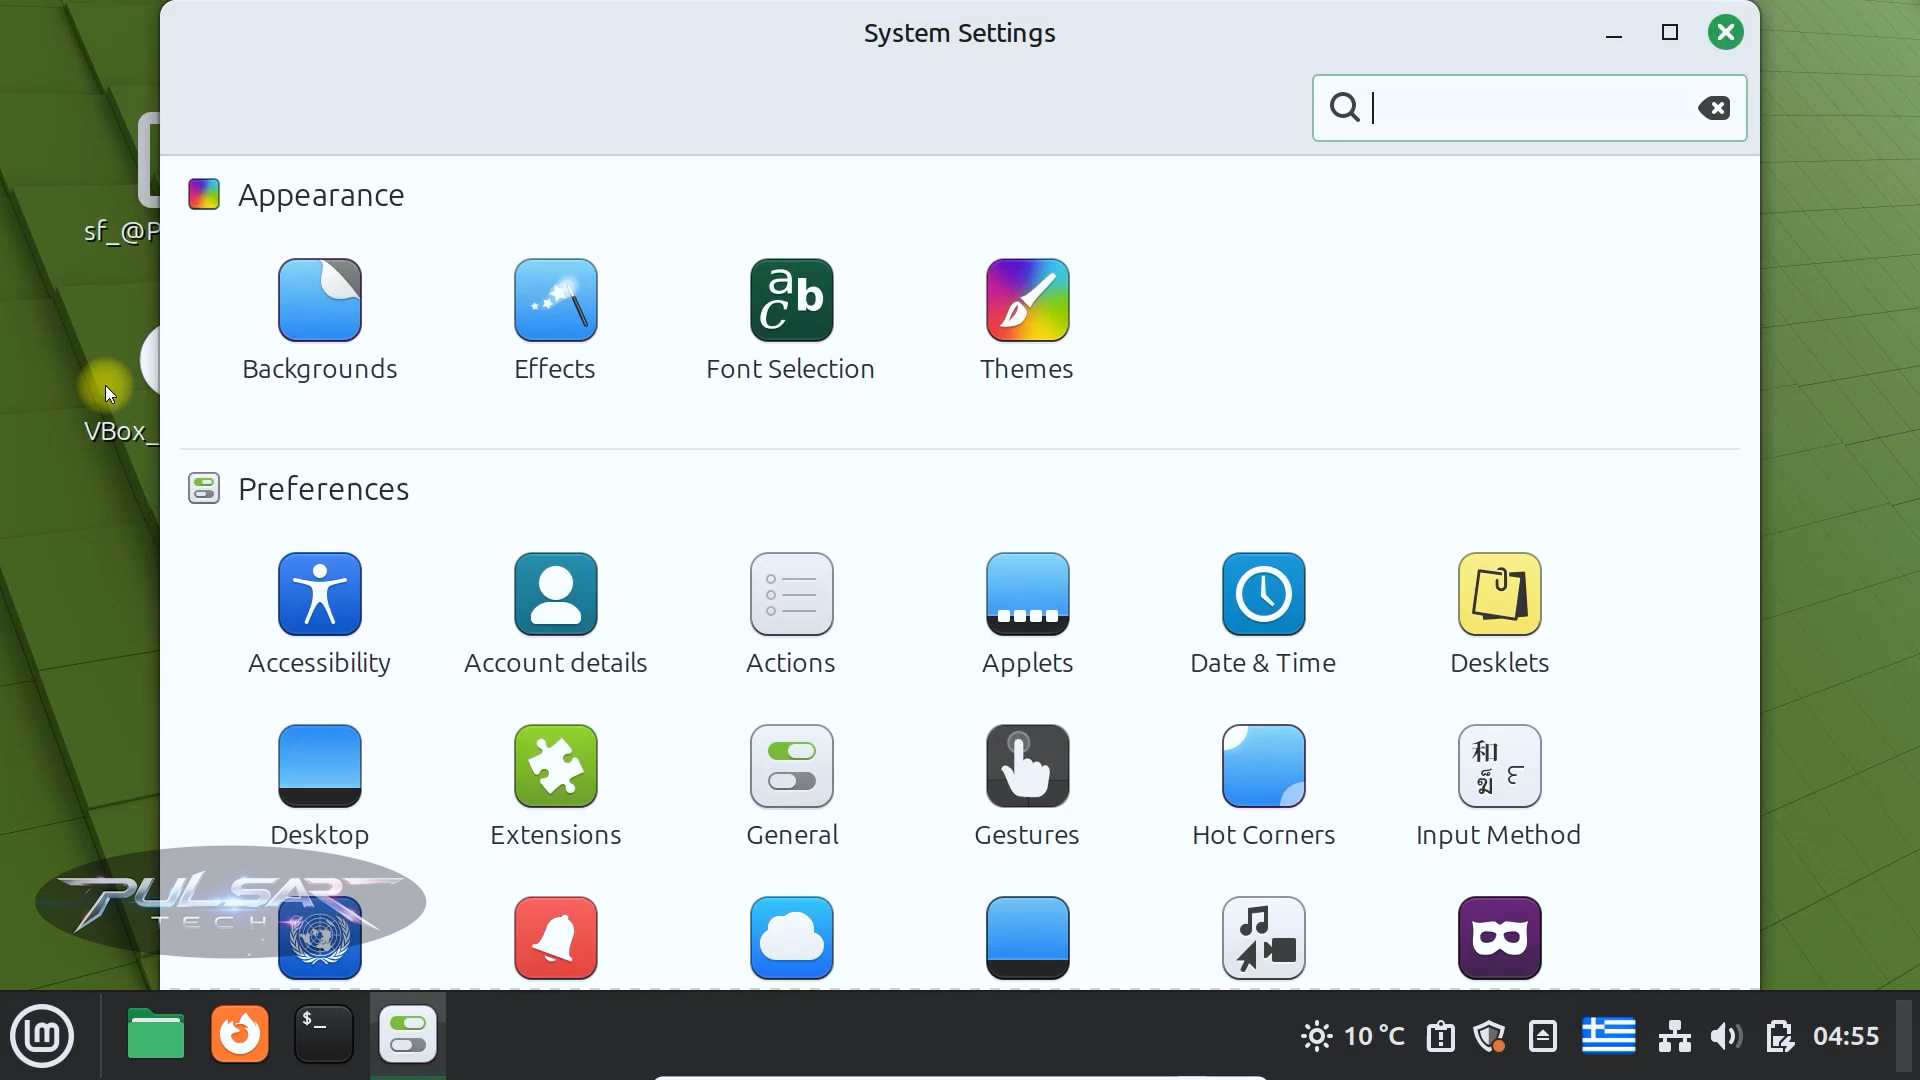 System Settings
Appearance
sf_@P
Backgrounds
Effects
a b c
Font Selection
Themes
VBox_
Preferences
Accessibility
Account details
Actions
Applets
Date & Time
Desklets
Desktop
Extensions
General
Gestures
Hot Corners
和
Input Method
PULSAR
TECH
$_
10 °C
04:55